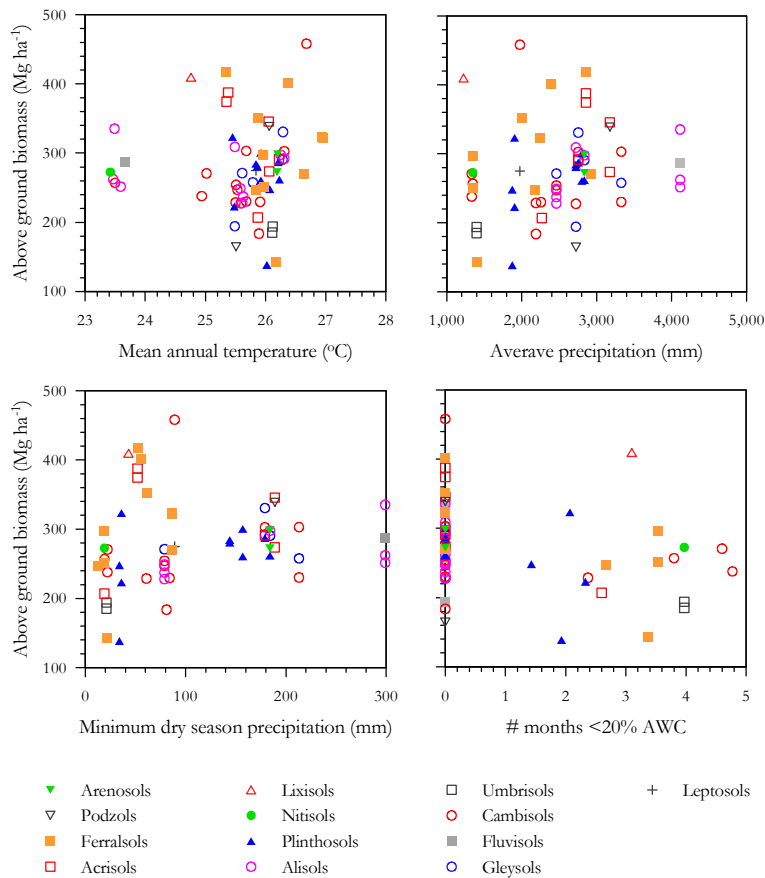 500
400
300
200
100
Above ground biomass (Mg ha⁻¹)
23 24 25 26 27 28
Mean annual temperature (ºC)
1,000 2,000 3,000 4,000 5,000
Averave precipitation (mm)
500
400
300
200
100
Above ground biomass (Mg ha⁻¹)
0 100 200 300
Minimum dry season precipitation (mm)
0 1 2 3 4 5
# months <20% AWC
Arenosols Lixisols Umbrisols Leptosols
Podzols Nitisols Cambisols
Ferralsols Plinthosols Fluvisols
Acrisols Alisols Gleysols